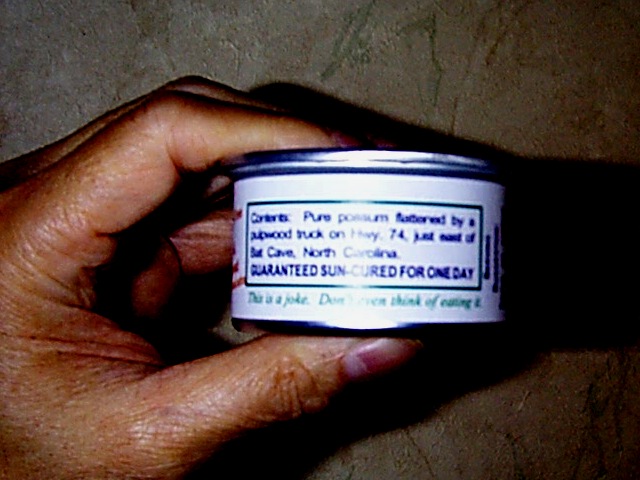 Contents: Pure possum flattened by a
pulpwood truck on Hwy. 74, just east of
Bat Cave, North Carolina.
GUARANTEED SUN-CURED FOR ONE DAY
This is a joke. Don't even think of eating it.